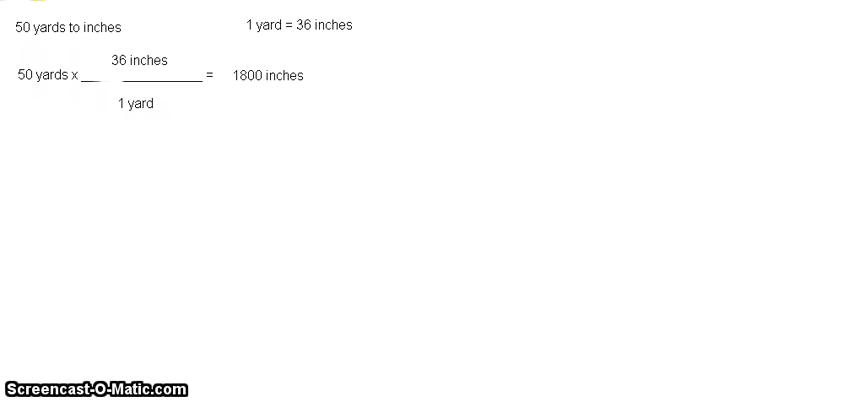 50 yards to inches
1 yard = 36 inches
36 inches
50 yards x ___________ = 1800 inches
1 yard
Screencast-O-Matic.com